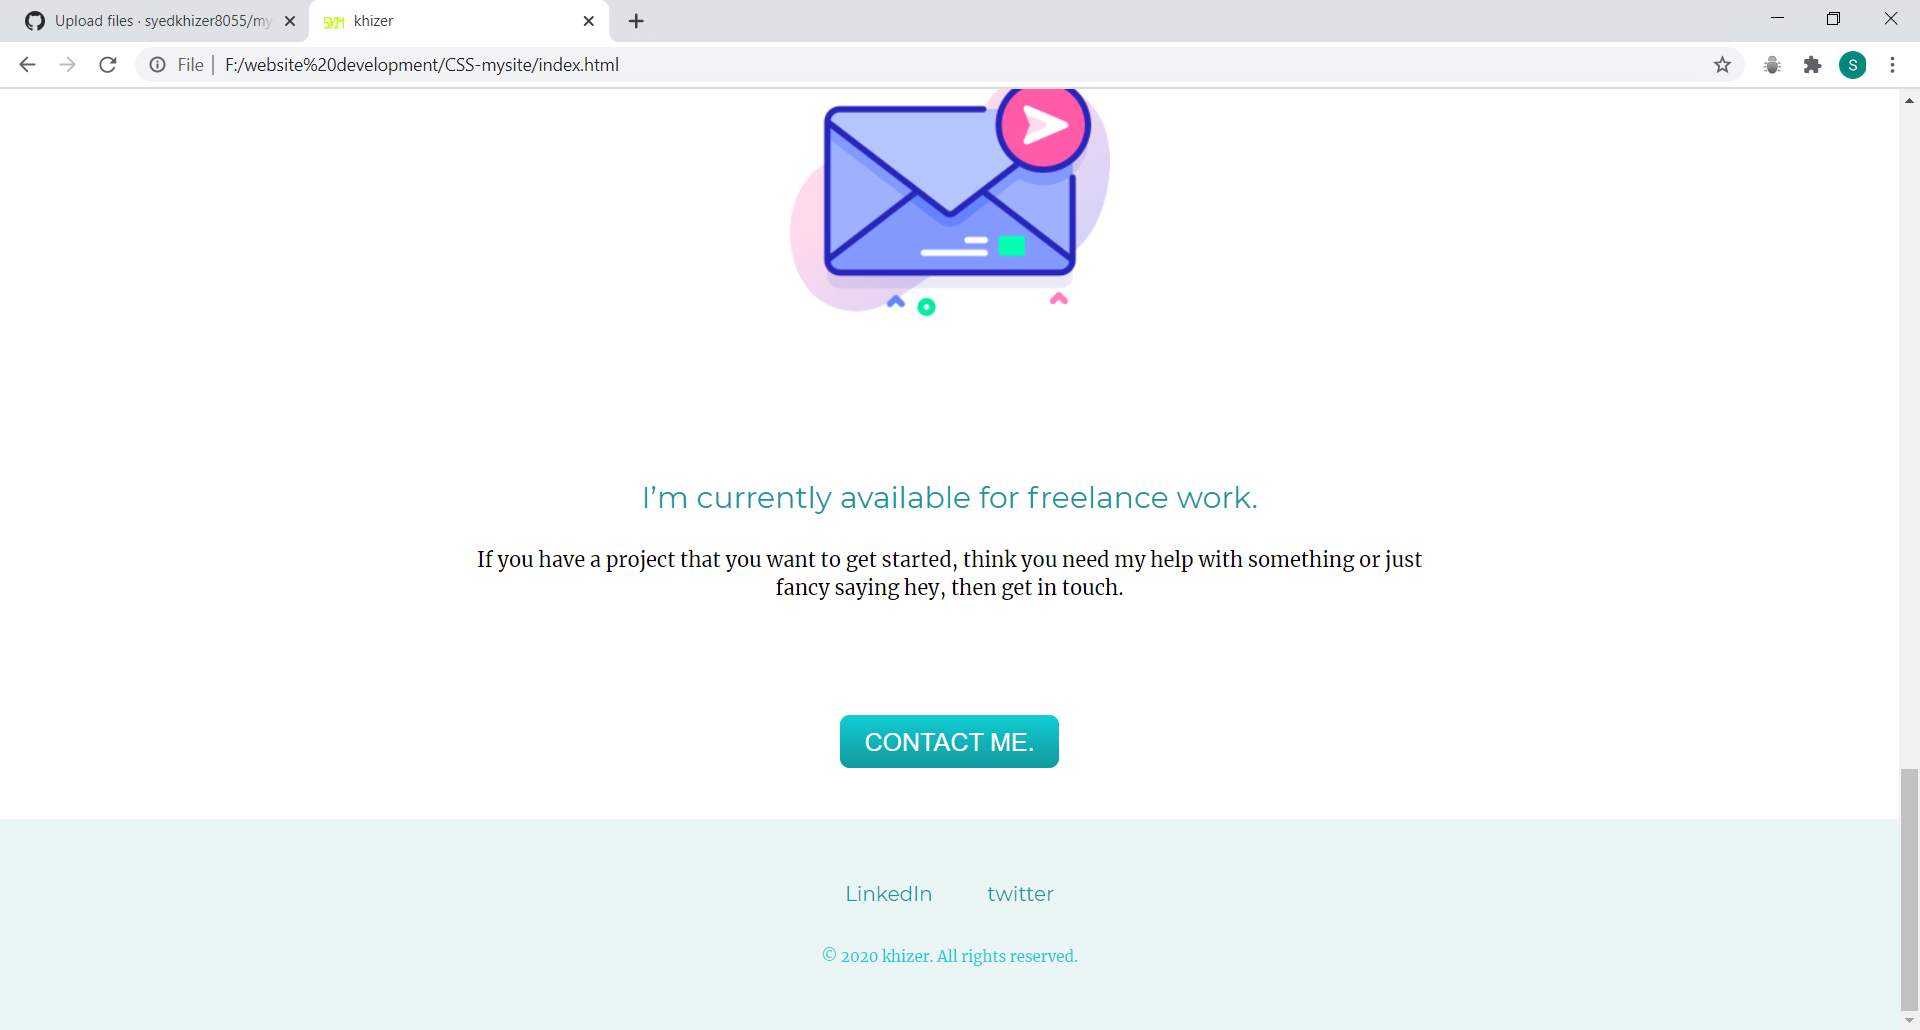 Upload files · syedkhizer8055/my
SKM khizer
File | F:/website%20development/CSS-mysite/index.html
S
I’m currently available for freelance work.
If you have a project that you want to get started, think you need my help with something or just
fancy saying hey, then get in touch.
CONTACT ME.
LinkedIn twitter
© 2020 khizer. All rights reserved.